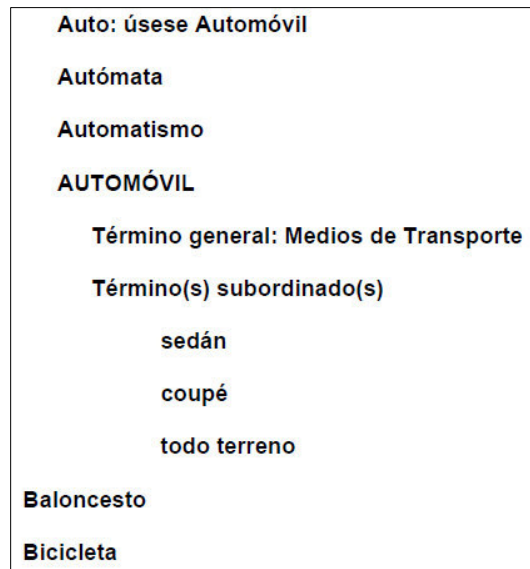 Auto: úsese Automóvil
Autómata
Automatismo
AUTOMÓVIL
Término general: Medios de Transporte
Término(s) subordinado(s)
sedán
coupé
todo terreno
Baloncesto
Bicicleta